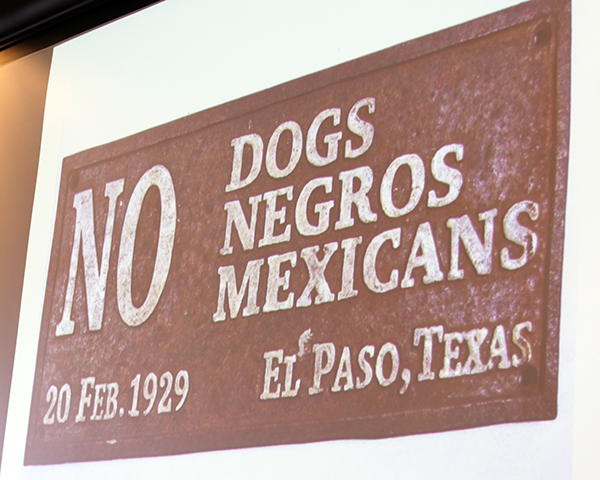 NO
DOGS
NEGROS
MEXICANS
20 FEB. 1929
EL PASO, TEXAS